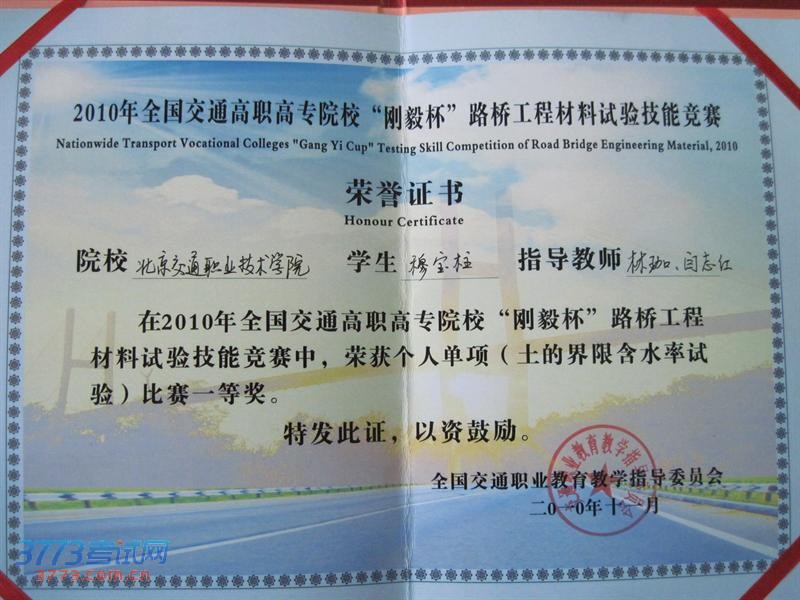 2010年全国交通高职高专院校“刚毅杯”路桥工程材料试验技能竞赛
Nationwide Transport Vocational Colleges "Gang Yi Cup" Testing Skill Competition of Road Bridge Engineering Material, 2010
荣誉证书
Honour Certificate
院校 北京交通职业技术学院 学生 穆宝柱 指导教师 林珈、闫志红
在2010年全国交通高职高专院校“刚毅杯”路桥工程
材料试验技能竞赛中，荣获个人单项（土的界限含水率试
验）比赛一等奖。
特发此证，以资鼓励。
全国交通职业教育教学指导委员会
二〇一〇年十一月
3773考试网
3773.com.cn